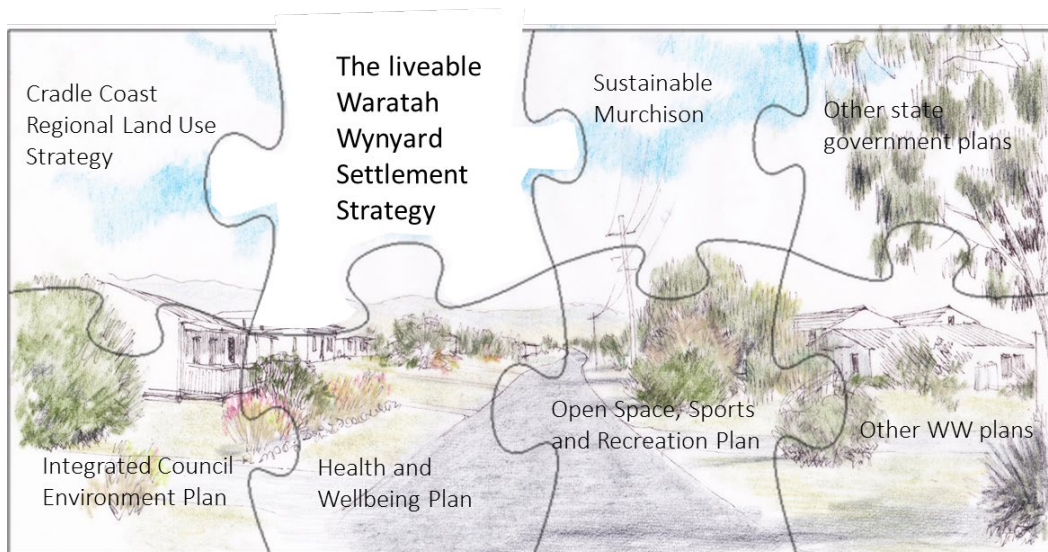 Cradle Coast
Regional Land Use
Strategy
The liveable
Waratah
Wynyard
Settlement
Strategy
Sustainable
Murchison
Other state
government plans
Integrated Council
Environment Plan
Health and
Wellbeing Plan
Open Space, Sports
and Recreation Plan
Other WW plans